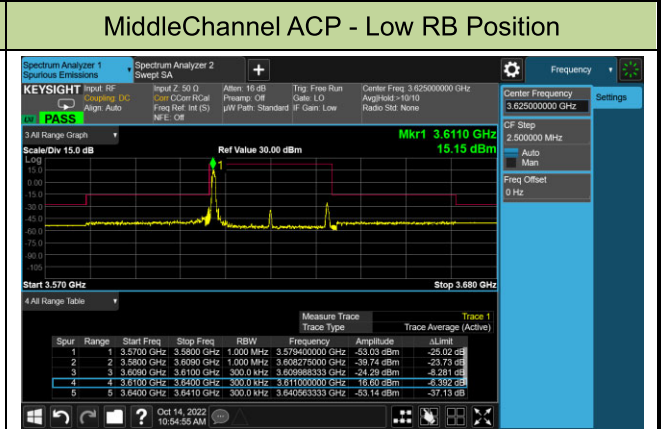 MiddleChannel ACP - Low RB Position
Spectrum Analyzer 1
Spurious Emissions
Spectrum Analyzer 2
Swept SA
+
Frequency
KEYSIGHT
Input: RF
Coupling: DC
Align: Auto
Input Z: 50 Ω
Corr CCorr RCal
Freq Ref: Int (S)
NFE: Off
Atten: 16 dB
Preamp: Off
µW Path: Standard
Trig: Free Run
Gate: LO
IF Gain: Low
Center Freq: 3.625000000 GHz
Avg|Hold:>10/10
Radio Std: None
PASS
Center Frequency
3.625000000 GHz
Settings
CF Step
2.500000 MHz
Auto
Man
Freq Offset
0 Hz
3 All Range Graph
Mkr1 3.6110 GHz
Scale/Div 15.0 dB
Ref Value 30.00 dBm
15.15 dBm
Log
1
15.0
0.00
-15.0
-30.0
-45.0
-60.0
-75.0
-90.0
-105
Start 3.570 GHz
Stop 3.680 GHz
4 All Range Table
Measure Trace Trace 1
Trace Type Trace Average (Active)
Spur Range Start Freq Stop Freq RBW Frequency Amplitude ΔLimit
1 1 3.5700 GHz 3.5800 GHz 1.000 MHz 3.579400000 GHz -53.03 dBm -25.02 dB
2 2 3.5800 GHz 3.6090 GHz 1.000 MHz 3.608275000 GHz -39.74 dBm -23.73 dB
3 3 3.6090 GHz 3.6100 GHz 300.0 kHz 3.609988333 GHz -24.29 dBm -8.281 dB
4 4 3.6100 GHz 3.6400 GHz 300.0 kHz 3.611000000 GHz 16.60 dBm -6.392 dB
5 5 3.6400 GHz 3.6410 GHz 300.0 kHz 3.640563333 GHz -53.14 dBm -37.13 dB
?
Oct 14, 2022
10:54:55 AM